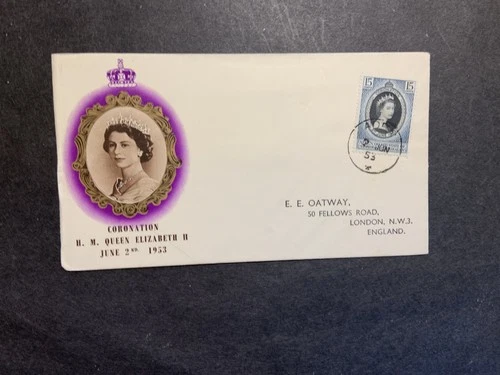 CORONATION
H. M. QUEEN ELIZABETH II
JUNE 2ND. 1953
15 15
2 JUN
53
E. E. OATWAY,
50 FELLOWS ROAD,
LONDON, N.W.3.
ENGLAND.